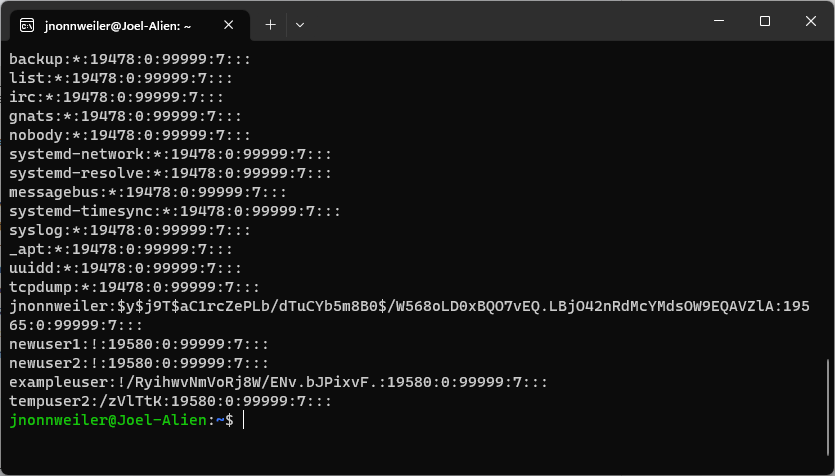 jnonnweiler@Joel-Alien: ~
backup:*:19478:0:99999:7:::
list:*:19478:0:99999:7:::
irc:*:19478:0:99999:7:::
gnats:*:19478:0:99999:7:::
nobody:*:19478:0:99999:7:::
systemd-network:*:19478:0:99999:7:::
systemd-resolve:*:19478:0:99999:7:::
messagebus:*:19478:0:99999:7:::
systemd-timesync:*:19478:0:99999:7:::
syslog:*:19478:0:99999:7:::
_apt:*:19478:0:99999:7:::
uuidd:*:19478:0:99999:7:::
tcpdump:*:19478:0:99999:7:::
jnonnweiler:$y$j9T$aC1rcZePLb/dTuCYb5m8B0$/W568oLD0xBQO7vEQ.LBjO42nRdMcYMdsOW9EQAVZlA:195
65:0:99999:7:::
newuser1:!:19580:0:99999:7:::
newuser2:!:19580:0:99999:7:::
exampleuser:!/RyihwvNmVoRj8W/ENv.bJPixvF.:19580:0:99999:7:::
tempuser2:/zVlTtK:19580:0:99999:7:::
jnonnweiler@Joel-Alien:~$